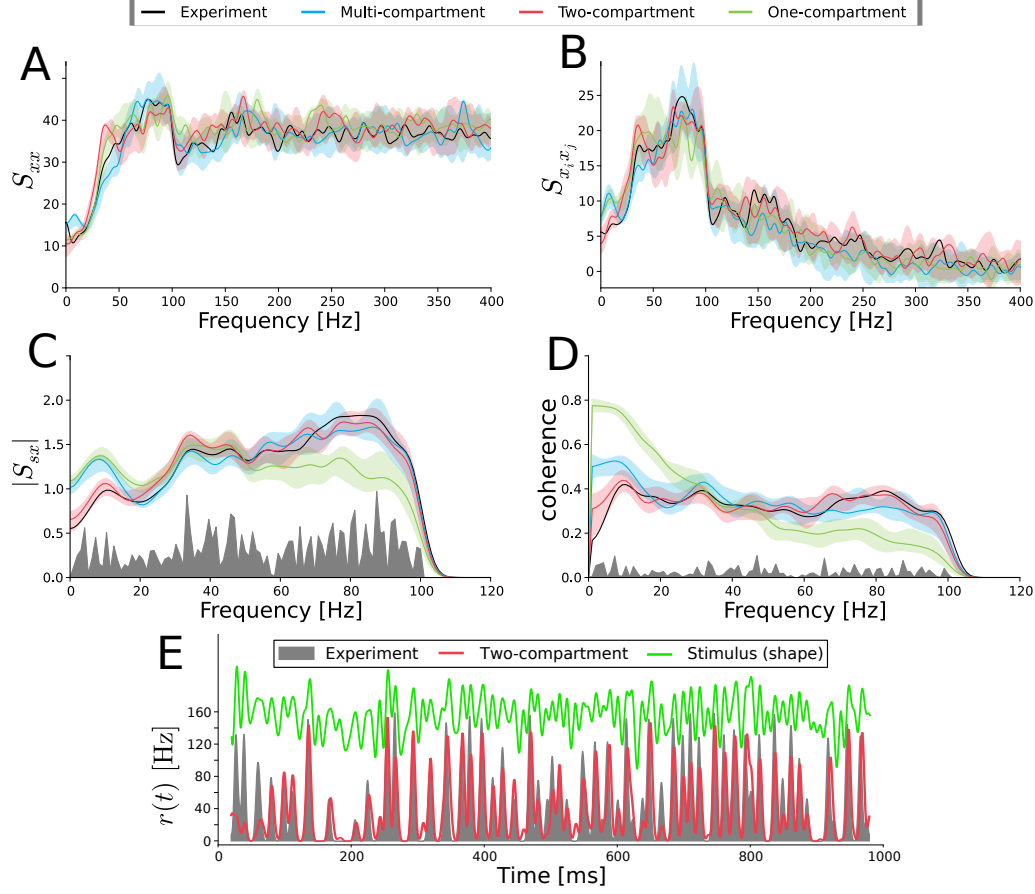 Experiment Multi-compartment Two-compartment One-compartment
A
S_{xx}
40
30
20
10
0
0 50 100 150 200 250 300 350 400
Frequency [Hz]
B
S_{x_i x_j}
25
20
15
10
5
0
0 50 100 150 200 250 300 350 400
Frequency [Hz]
C
|S_{sx}|
2.0
1.5
1.0
0.5
0.0
0 20 40 60 80 100 120
Frequency [Hz]
D
coherence
0.8
0.6
0.4
0.2
0.0
0 20 40 60 80 100 120
Frequency [Hz]
E
Experiment Two-compartment Stimulus (shape)
r(t) [Hz]
160
120
80
40
0
0 200 400 600 800 1000
Time [ms]